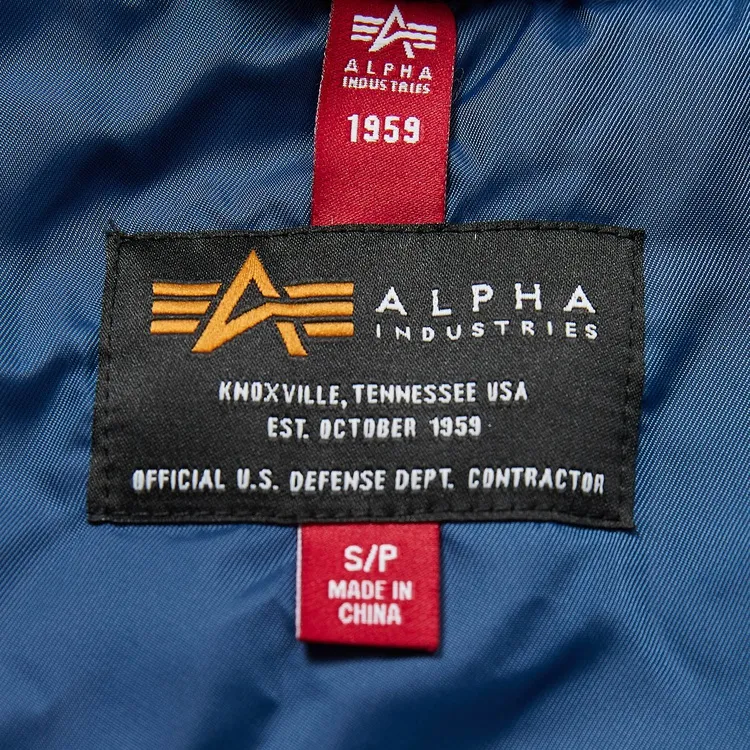 ALPHA
INDUSTRIES
1959
ALPHA
INDUSTRIES
KNOXVILLE, TENNESSEE USA
EST. OCTOBER 1959
OFFICIAL U.S. DEFENSE DEPT. CONTRACTOR
S/P
MADE IN
CHINA